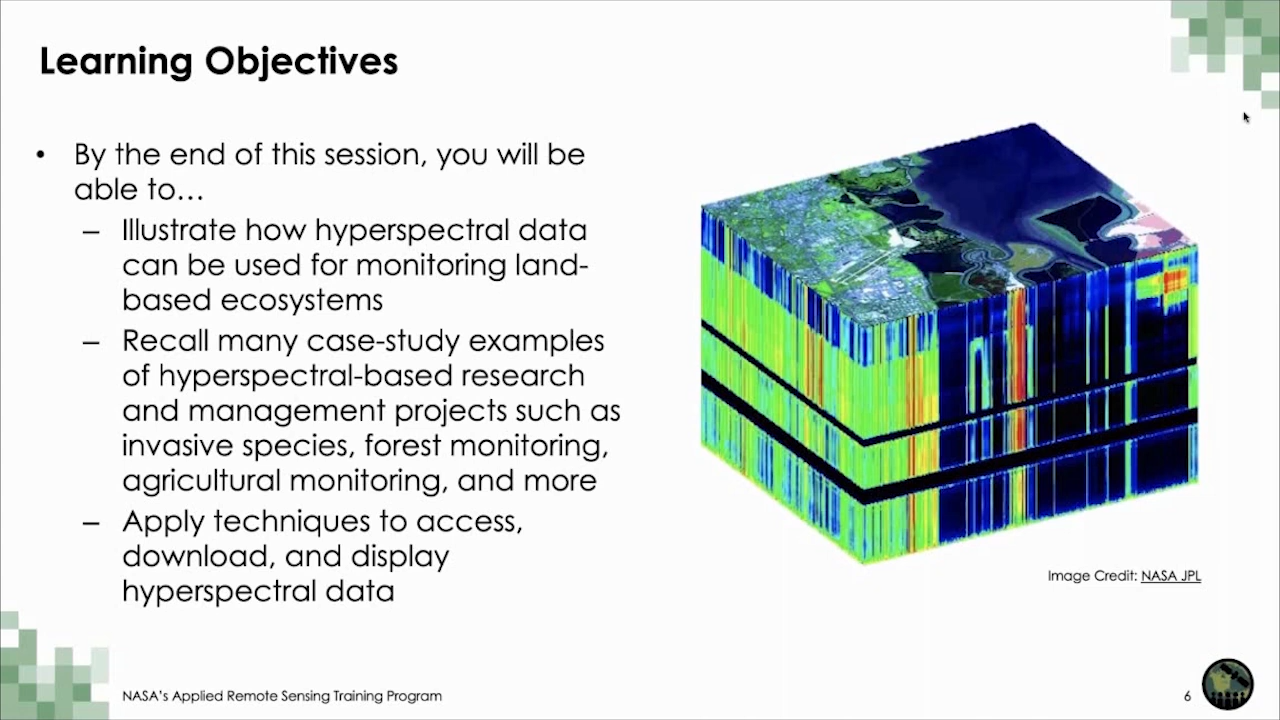 Learning Objectives
• By the end of this session, you will be
able to…
– Illustrate how hyperspectral data
can be used for monitoring land-
based ecosystems
– Recall many case-study examples
of hyperspectral-based research
and management projects such as
invasive species, forest monitoring,
agricultural monitoring, and more
– Apply techniques to access,
download, and display
hyperspectral data
Image Credit: NASA JPL
NASA's Applied Remote Sensing Training Program
6